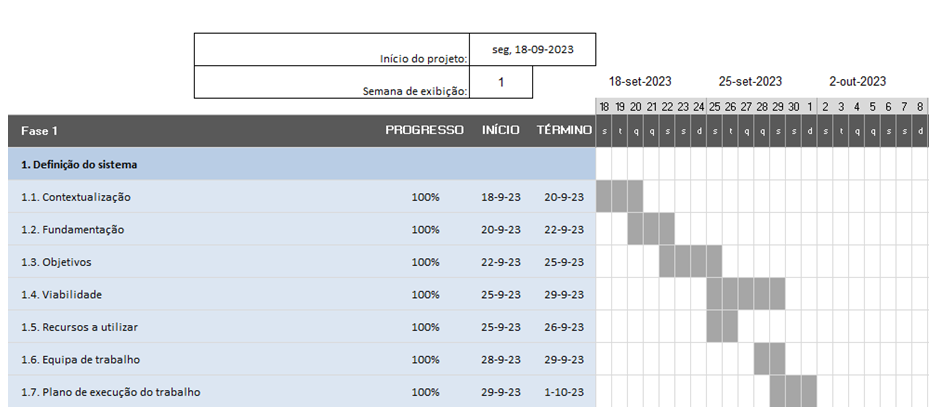 Início do projeto: seg, 18-09-2023
Semana de exibição: 1
18-set-2023 25-set-2023 2-out-2023
18 19 20 21 22 23 24 25 26 27 28 29 30 1 2 3 4 5 6 7 8
Fase 1 PROGRESSO INÍCIO TÉRMINO s t q q s s d s t q q s s d s t q q s s d
1. Definição do sistema
1.1. Contextualização 100% 18-9-23 20-9-23
1.2. Fundamentação 100% 20-9-23 22-9-23
1.3. Objetivos 100% 22-9-23 25-9-23
1.4. Viabilidade 100% 25-9-23 29-9-23
1.5. Recursos a utilizar 100% 25-9-23 26-9-23
1.6. Equipa de trabalho 100% 28-9-23 29-9-23
1.7. Plano de execução do trabalho 100% 29-9-23 1-10-23